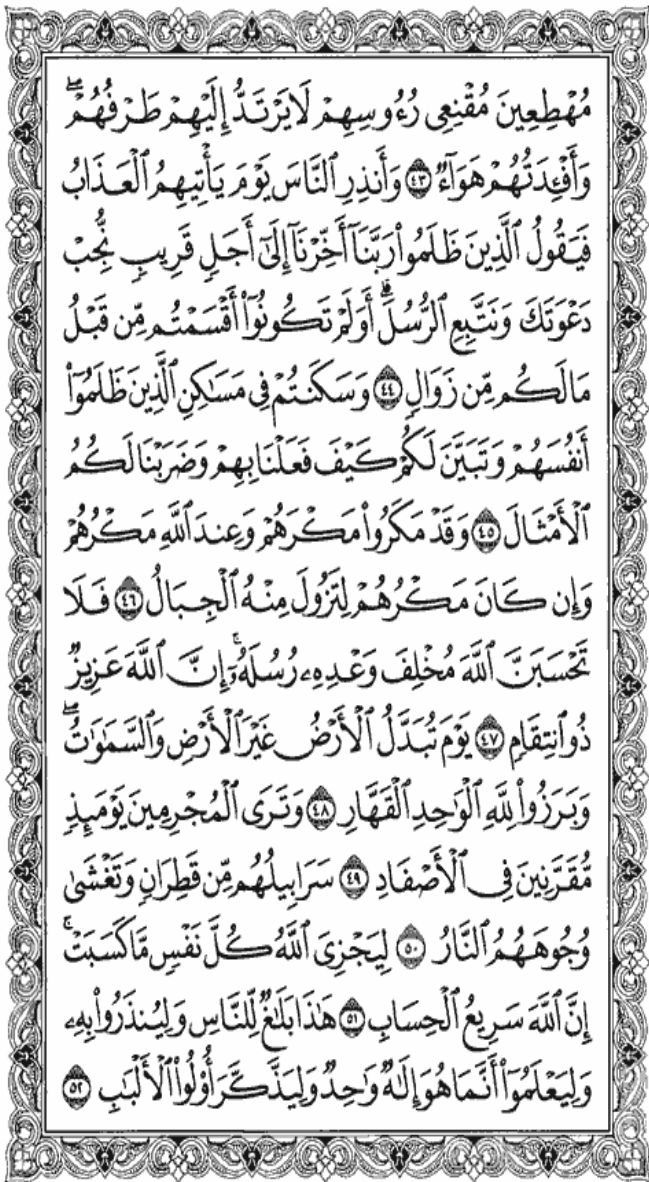 مُهْطِعِينَ مُقْنِعِى رُءُوسِهِمْ لَا يَرْتَدُّ إِلَيْهِمْ طَرْفُهُمْ ۖ
وَأَفْـِٔدَتُهُمْ هَوَآءٌ ﴿٤٣﴾ وَأَنذِرِ ٱلنَّاسَ يَوْمَ يَأْتِيهِمُ ٱلْعَذَابُ
فَيَقُولُ ٱلَّذِينَ ظَلَمُوا۟ رَبَّنَآ أَخِّرْنَآ إِلَىٰٓ أَجَلٍ قَرِيبٍ نُّجِبْ
دَعْوَتَكَ وَنَتَّبِعِ ٱلرُّسُلَ ۗ أَوَلَمْ تَكُونُوٓا۟ أَقْسَمْتُم مِّن قَبْلُ
مَا لَكُم مِّن زَوَالٍ ﴿٤٤﴾ وَسَكَنتُمْ فِى مَسَـٰكِنِ ٱلَّذِينَ ظَلَمُوٓا۟
أَنفُسَهُمْ وَتَبَيَّنَ لَكُمْ كَيْفَ فَعَلْنَا بِهِمْ وَضَرَبْنَا لَكُمُ
ٱلْأَمْثَالَ ﴿٤٥﴾ وَقَدْ مَكَرُوا۟ مَكْرَهُمْ وَعِندَ ٱللَّهِ مَكْرُهُمْ
وَإِن كَانَ مَكْرُهُمْ لِتَزُولَ مِنْهُ ٱلْجِبَالُ ﴿٤٦﴾ فَلَا
تَحْسَبَنَّ ٱللَّهَ مُخْلِفَ وَعْدِهِۦ رُسُلَهُۥٓ ۗ إِنَّ ٱللَّهَ عَزِيزٌ
ذُو ٱنتِقَامٍ ﴿٤٧﴾ يَوْمَ تُبَدَّلُ ٱلْأَرْضُ غَيْرَ ٱلْأَرْضِ وَٱلسَّمَـٰوَٰتُ ۖ
وَبَرَزُوا۟ لِلَّهِ ٱلْوَٰحِدِ ٱلْقَهَّارِ ﴿٤٨﴾ وَتَرَى ٱلْمُجْرِمِينَ يَوْمَئِذٍ
مُّقَرَّنِينَ فِى ٱلْأَصْفَادِ ﴿٤٩﴾ سَرَابِيلُهُم مِّن قَطِرَانٍ وَتَغْشَىٰ
وُجُوهَهُمُ ٱلنَّارُ ﴿٥٠﴾ لِيَجْزِىَ ٱللَّهُ كُلَّ نَفْسٍ مَّا كَسَبَتْ ۚ
إِنَّ ٱللَّهَ سَرِيعُ ٱلْحِسَابِ ﴿٥١﴾ هَـٰذَا بَلَـٰغٌ لِّلنَّاسِ وَلِيُنذَرُوا۟ بِهِۦ
وَلِيَعْلَمُوٓا۟ أَنَّمَا هُوَ إِلَـٰهٌ وَٰحِدٌ وَلِيَذَّكَّرَ أُو۟لُوا۟ ٱلْأَلْبَـٰبِ ﴿٥٢﴾